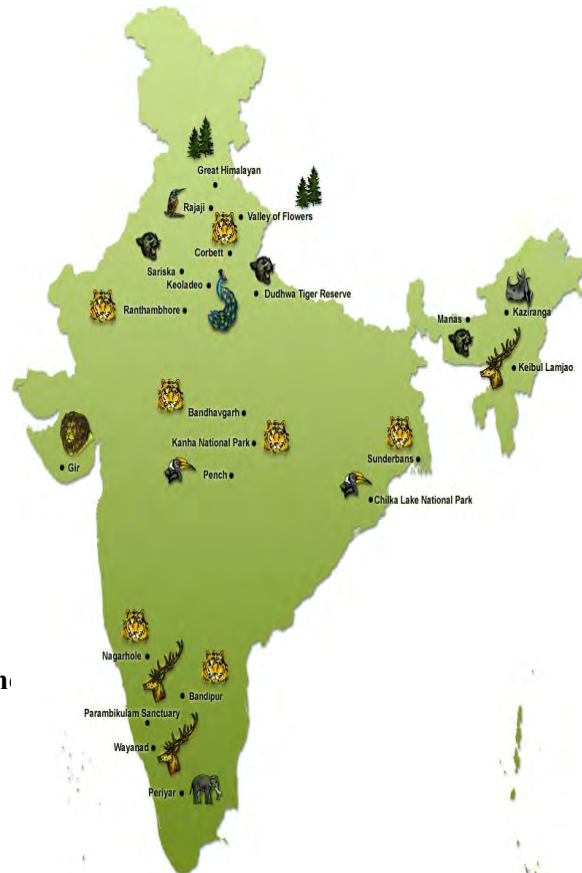 Great Himalayan
Rajaji
Valley of Flowers
Corbett
Sariska
Keoladeo
Dudhwa Tiger Reserve
Ranthambhore
Manas
Kaziranga
Keibul Lamjao
Bandhavgarh
Kanha National Park
Sunderbans
Gir
Pench
Chilka Lake National Park
Nagarhole
Bandipur
Parambikulam Sanctuary
Wayanad
Periyar